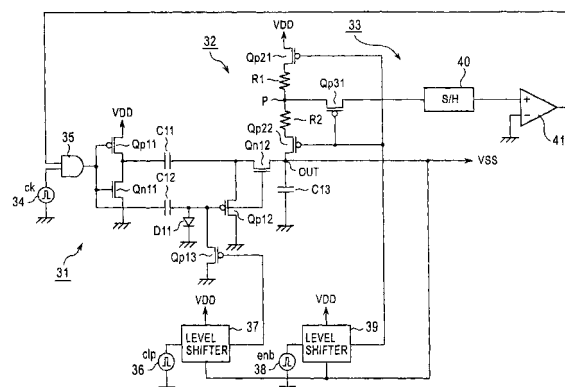 VDD
33
32
Qp21
R1
Qp31
40
P
S/H
R2
41
VDD
35
C11
Qp22
Qp11
Qn12
OUT
VSS
ck
Qn11
C12
C13
34
D11
Qp12
Qp13
31
VDD
37
VDD
39
clp
LEVEL
SHIFTER
enb
LEVEL
SHIFTER
36
38